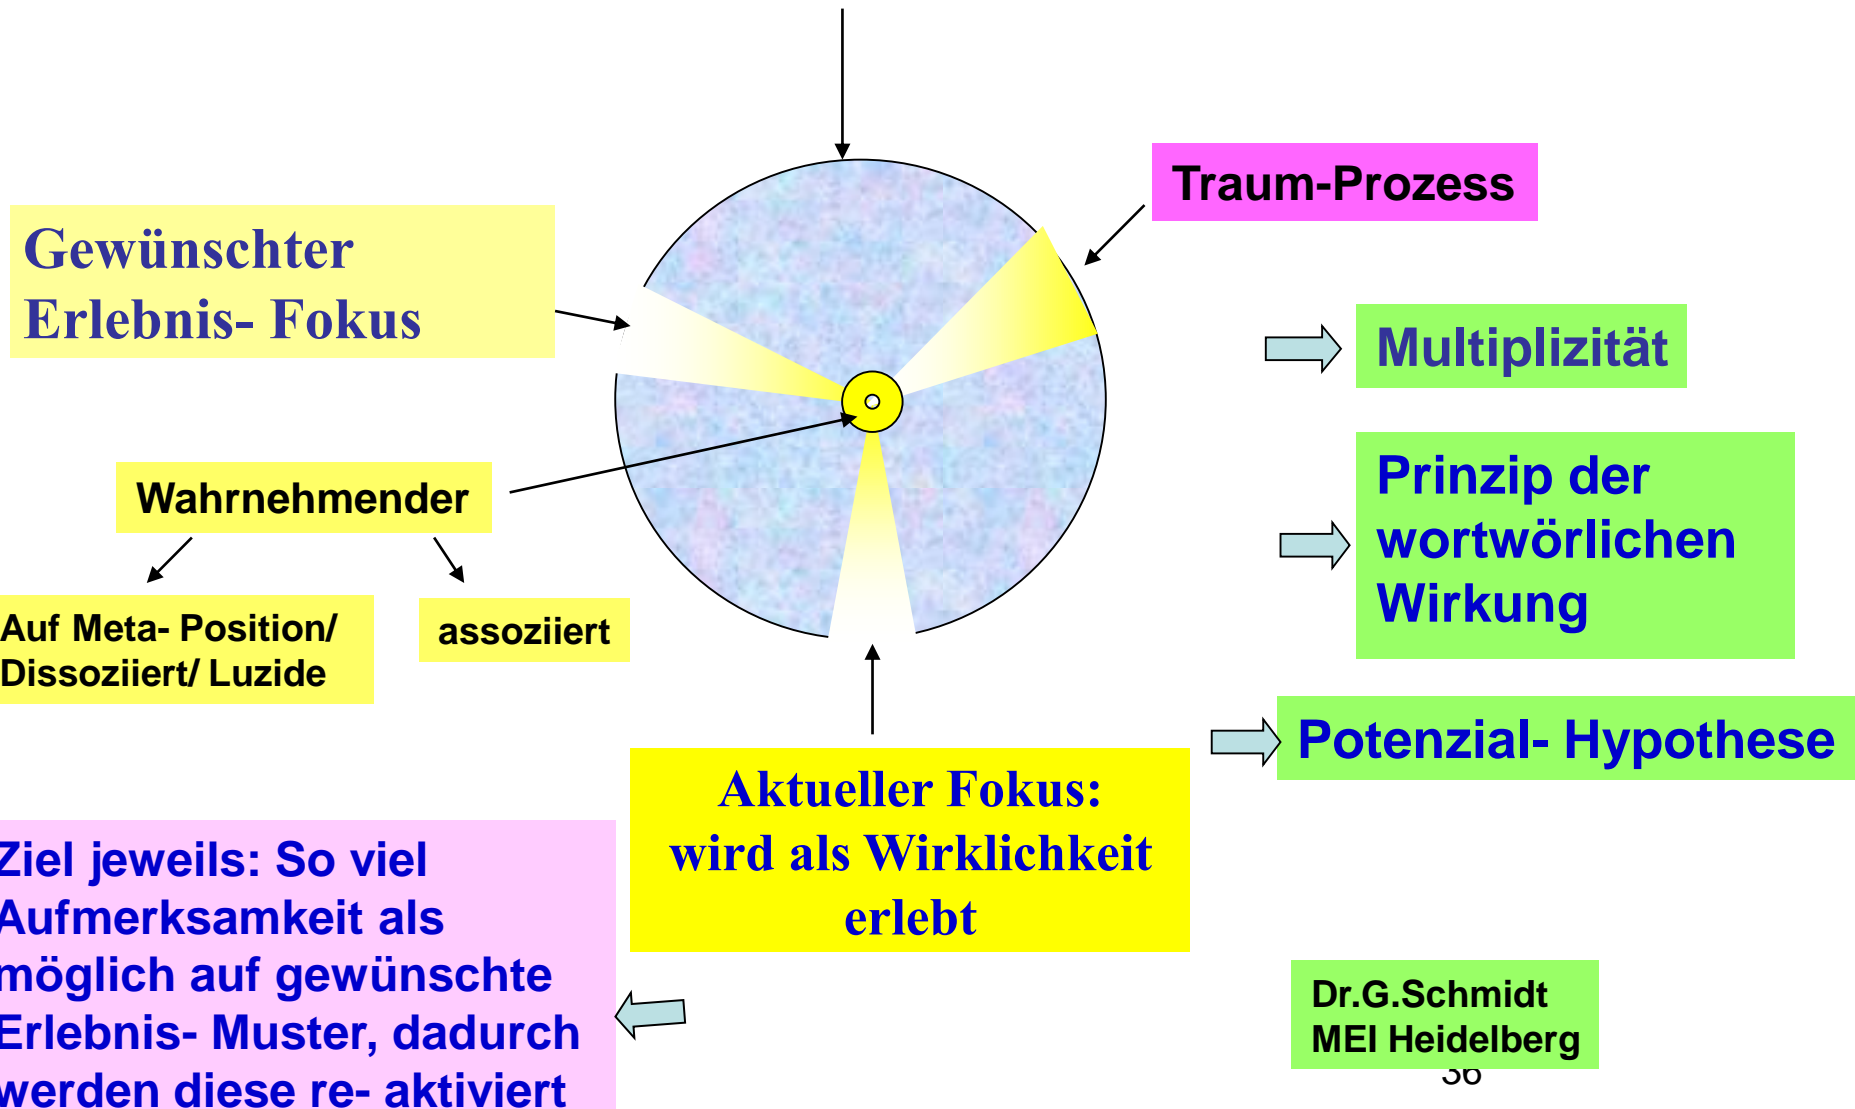 Traum-Prozess
Gewünschter
Erlebnis- Fokus
Multiplizität
Prinzip der
wortwörlichen
Wirkung
Wahrnehmender
Auf Meta- Position/
Dissoziiert/ Luzide
assoziiert
Potenzial- Hypothese
Aktueller Fokus:
wird als Wirklichkeit
erlebt
Ziel jeweils: So viel
Aufmerksamkeit als
möglich auf gewünschte
Erlebnis- Muster, dadurch
werden diese re- aktiviert
Dr.G.Schmidt
MEI Heidelberg
36